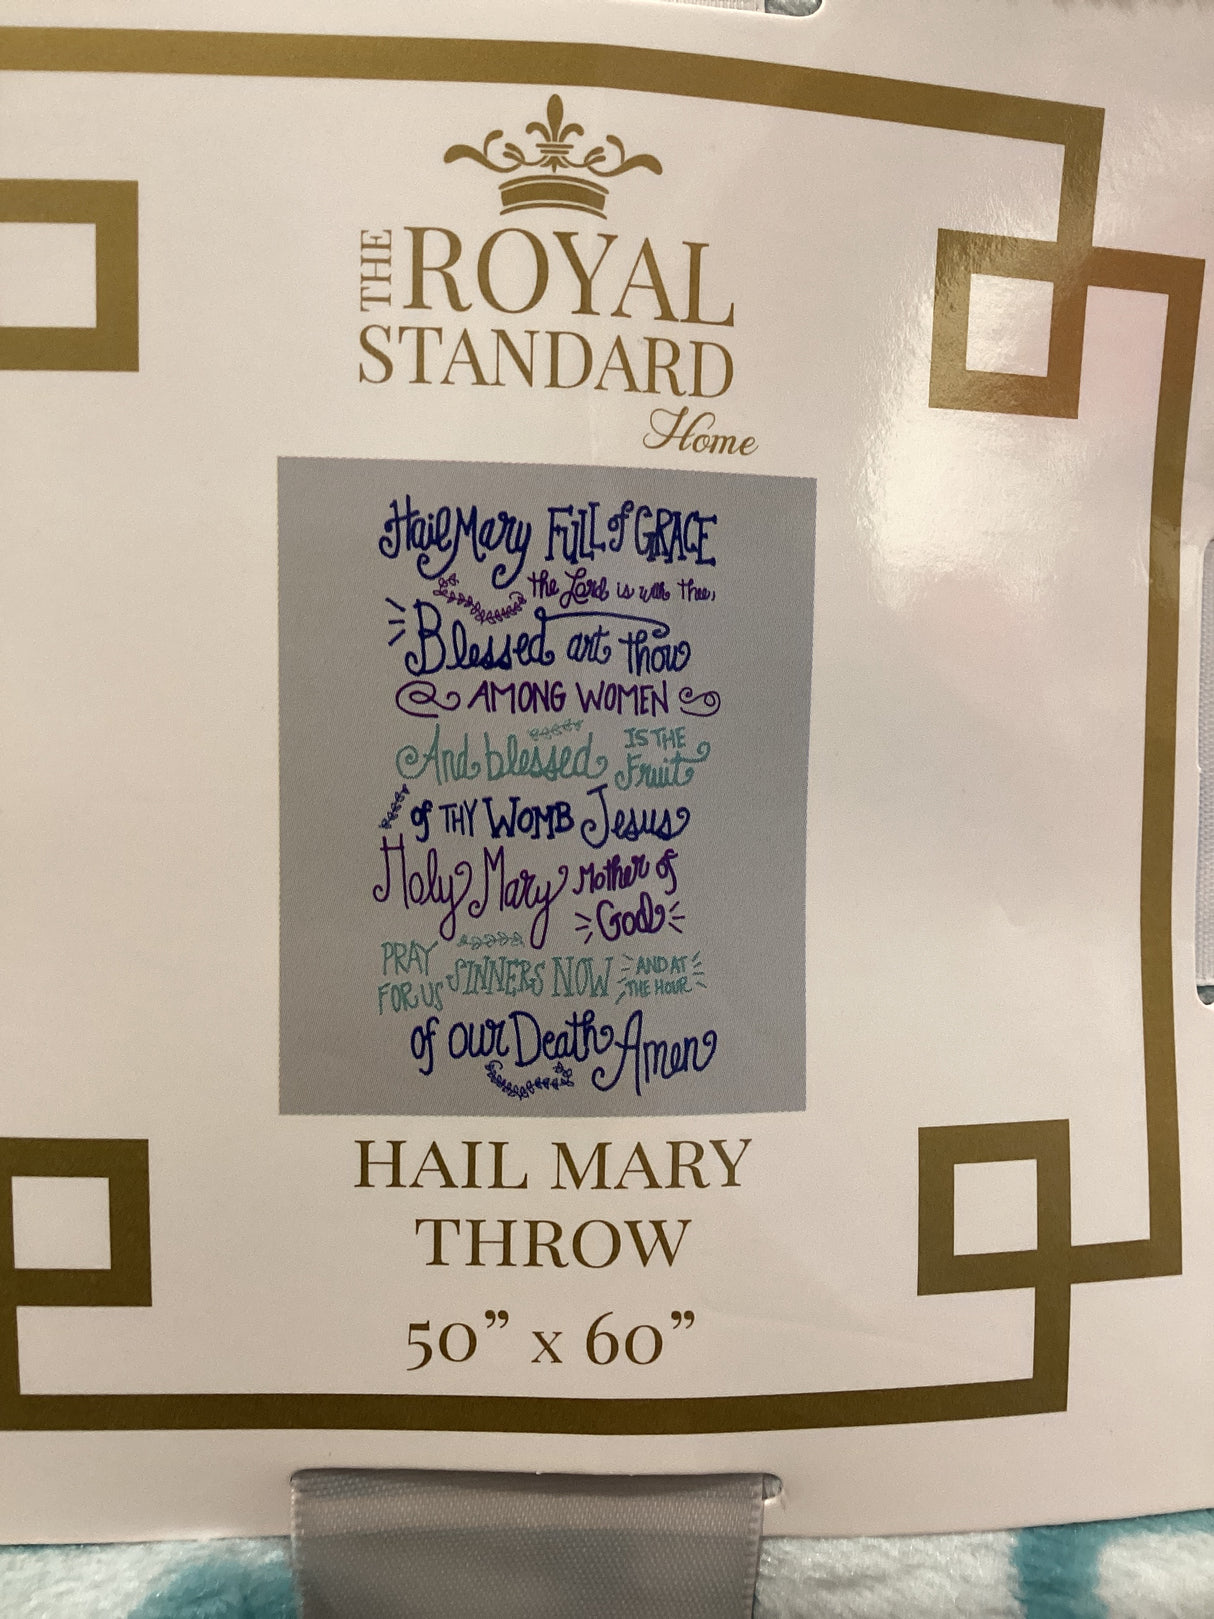 THE ROYAL
STANDARD
Home
Hail Mary FULL of GRACE
the Lord is with thee,
Blessed art thou
AMONG WOMEN
And blessed IS THE
Fruit
of THY WOMB Jesus
Holy Mary Mother of
God
PRAY
FOR US SINNERS NOW AND AT
THE HOUR
of our Death Amen
HAIL MARY
THROW
50” x 60”